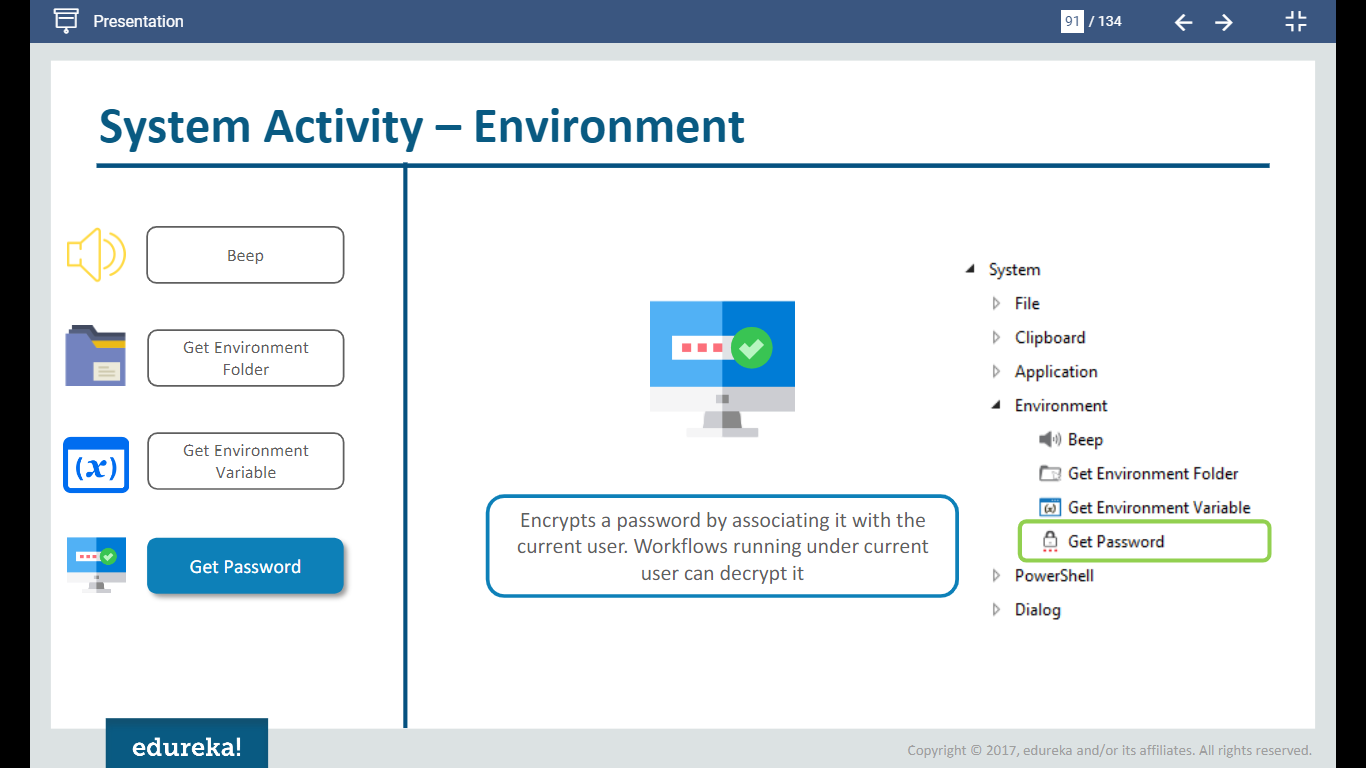 Presentation
91 / 134
System Activity – Environment
Beep
Get Environment
Folder
Get Environment
Variable
Get Password
Encrypts a password by associating it with the
current user. Workflows running under current
user can decrypt it
System
File
Clipboard
Application
Environment
Beep
Get Environment Folder
Get Environment Variable
Get Password
PowerShell
Dialog
edureka!
Copyright © 2017, edureka and/or its affiliates. All rights reserved.